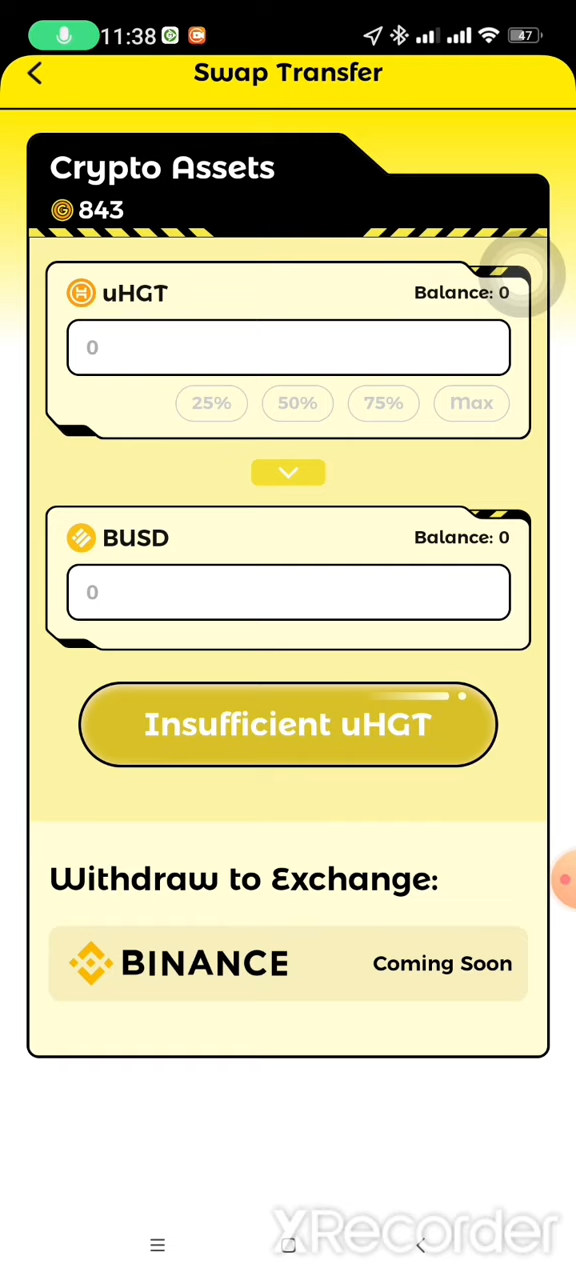 11:38
47
Swap Transfer
Crypto Assets
843
uHGT Balance: 0
0
25% 50% 75% Max
BUSD Balance: 0
0
Insufficient uHGT
Withdraw to Exchange:
BINANCE Coming Soon
XRecorder